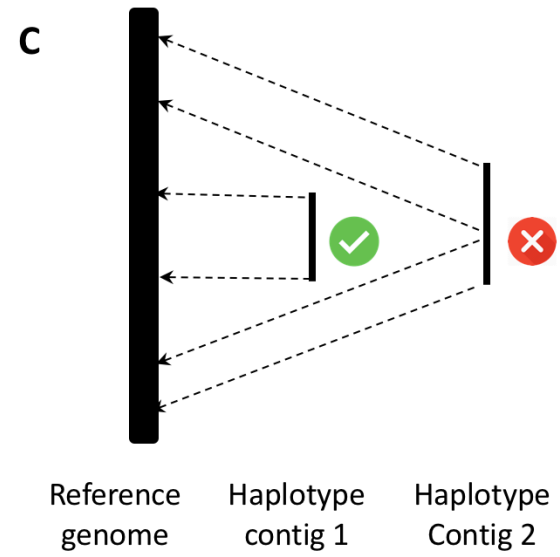 C
Reference
genome
Haplotype
contig 1
Haplotype
Contig 2